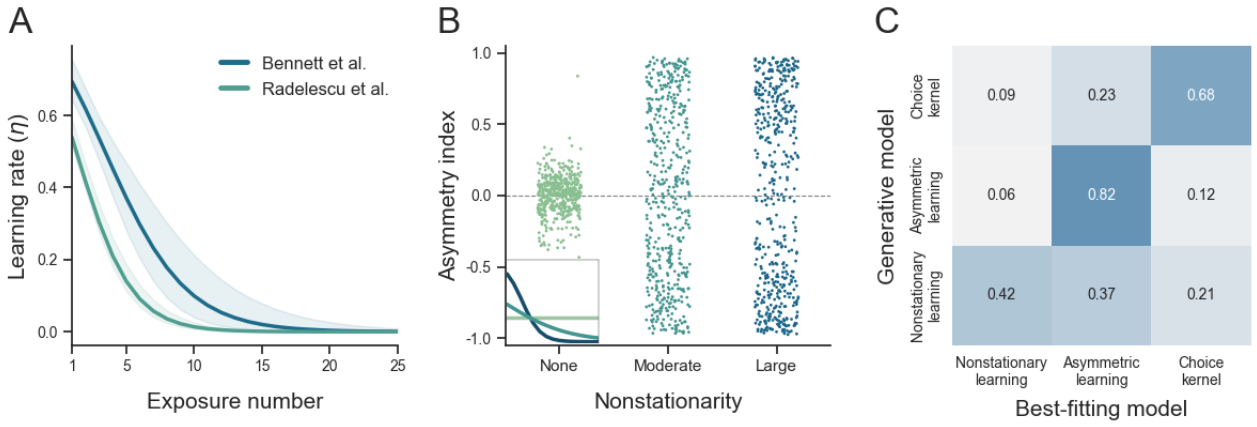 A
Learning rate (η)
0.6
0.4
0.2
0.0
Bennett et al.
Radelescu et al.
1
5
10
15
20
25
Exposure number
B
Asymmetry index
1.0
0.5
0.0
-0.5
-1.0
None
Moderate
Large
Nonstationarity
C
Generative model
Choice
kernel
0.09
0.23
0.68
Asymmetric
learning
0.06
0.82
0.12
Nonstationary
learning
0.42
0.37
0.21
Nonstationary
learning
Asymmetric
learning
Choice
kernel
Best-fitting model